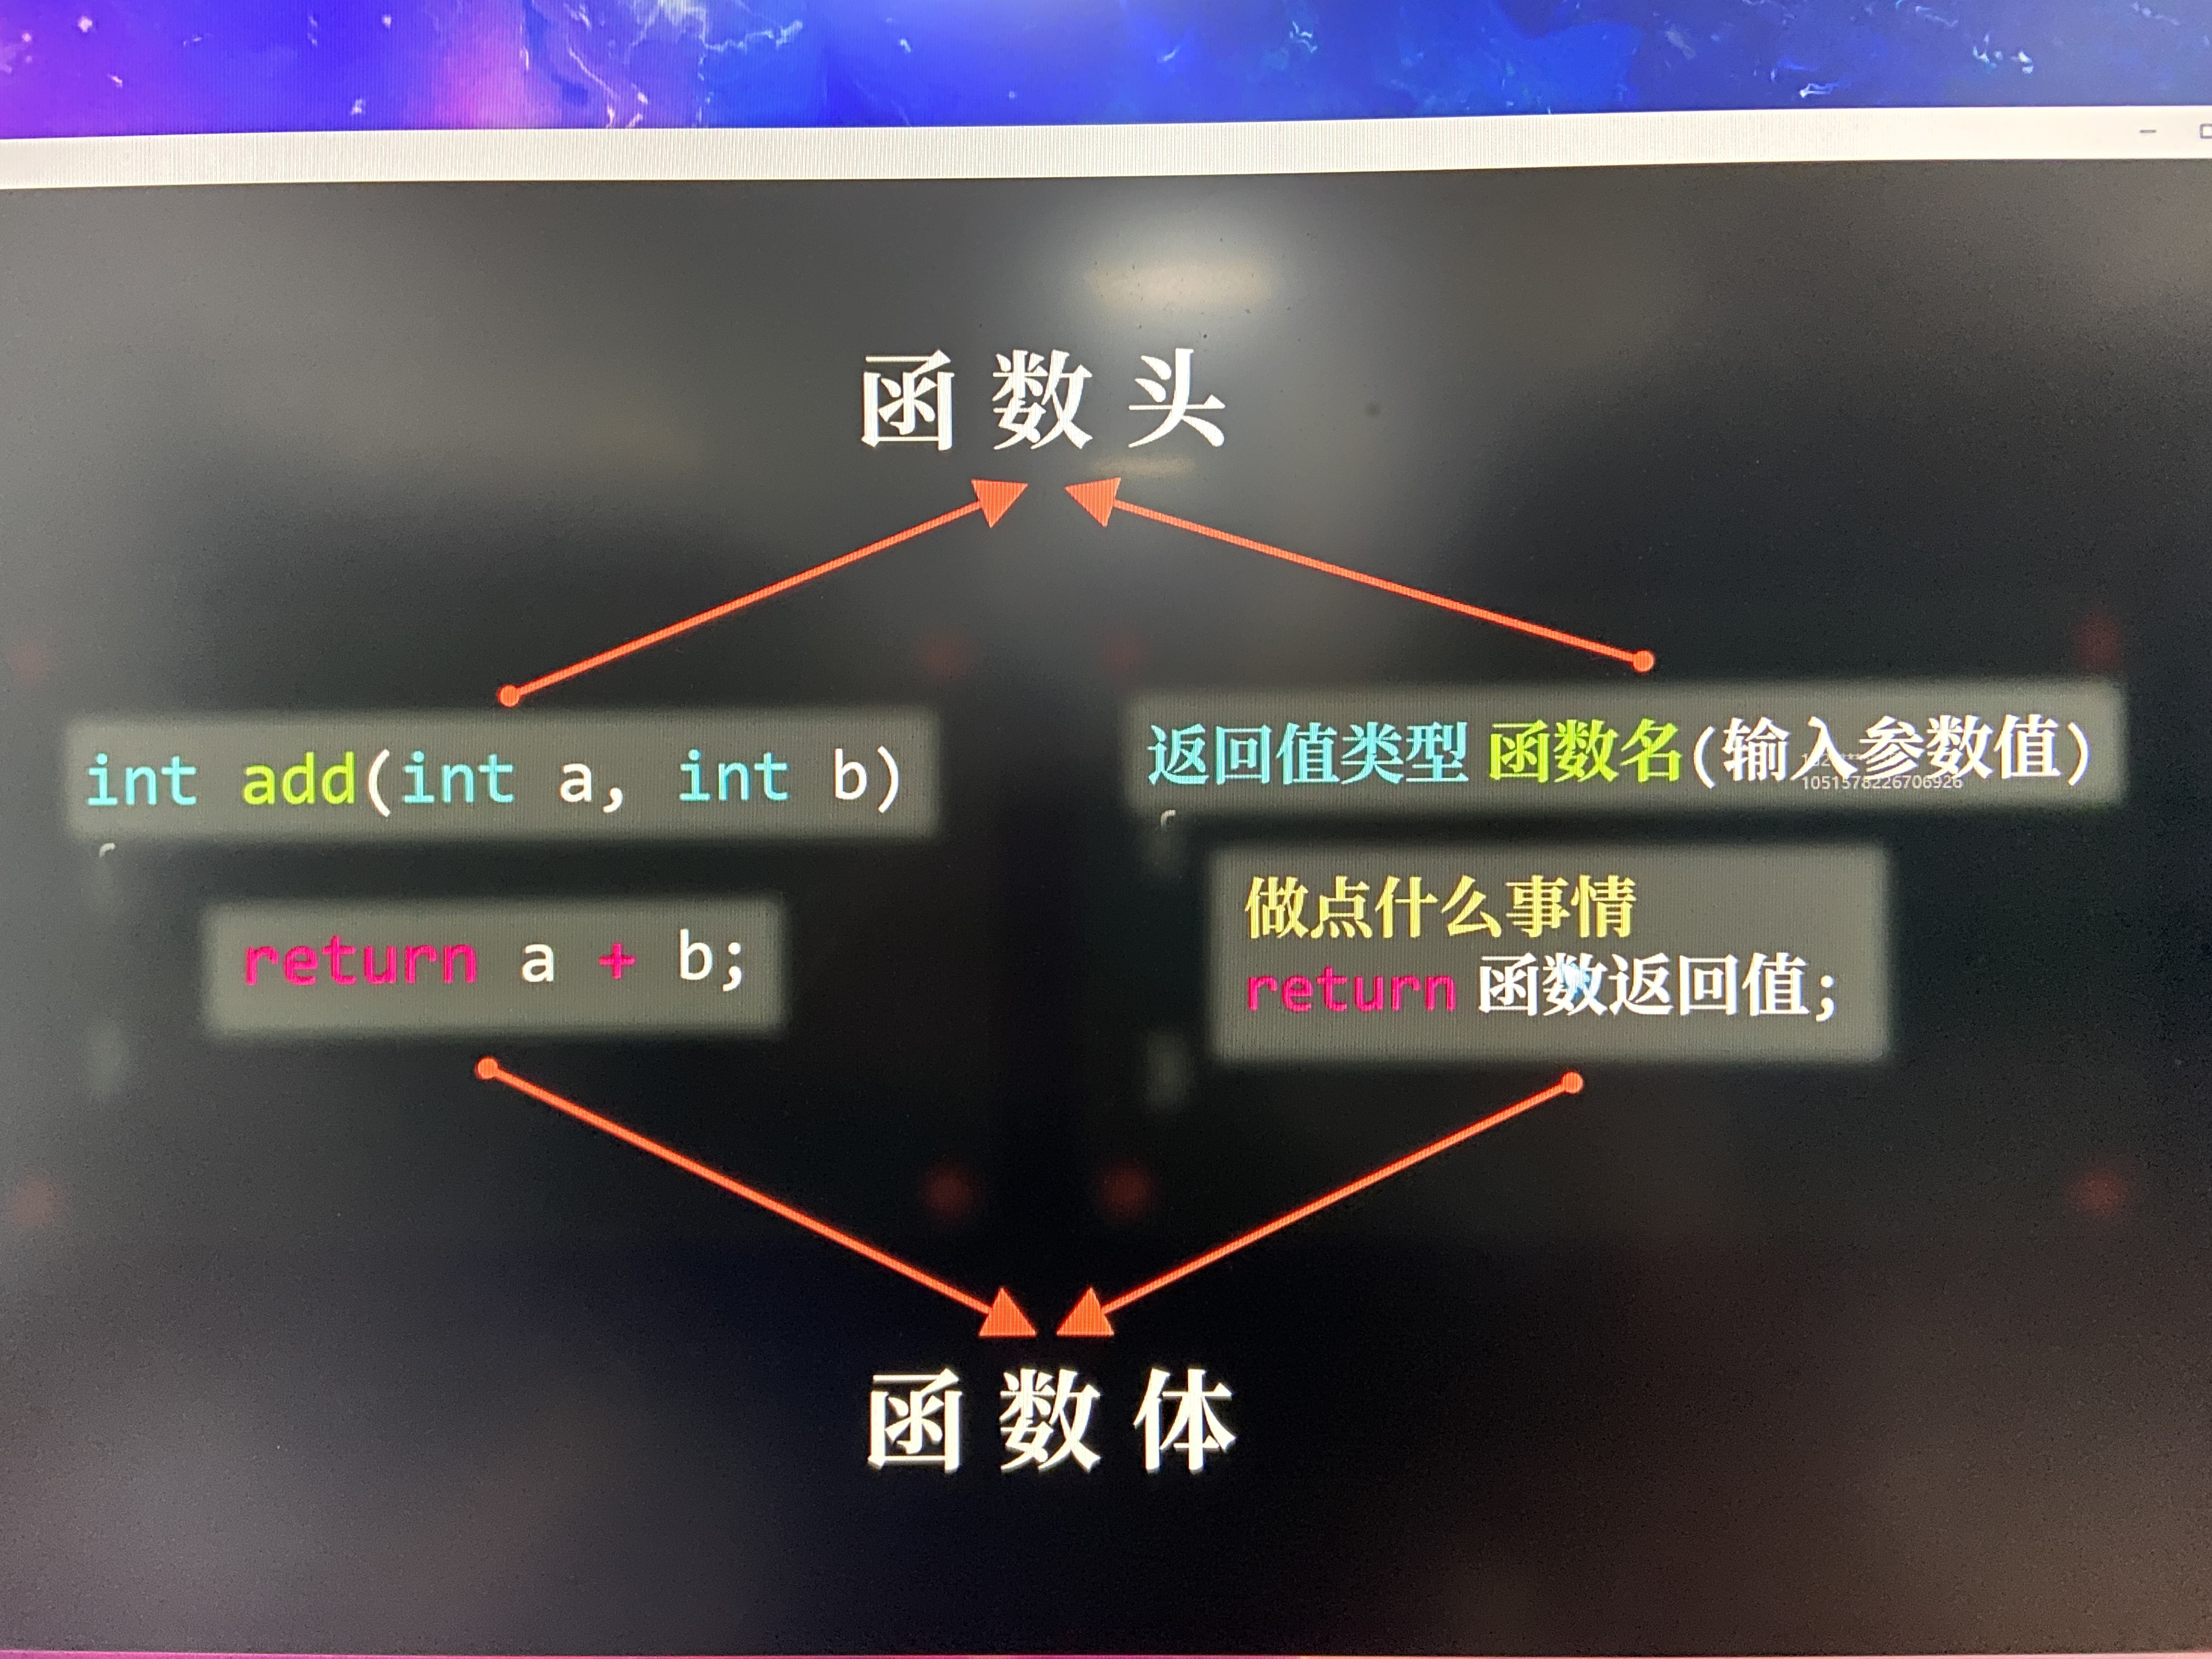 函数头
int add(int a, int b)
{
return a + b;
返回值类型 函数名(输入参数值)
1051578226706926
{
做点什么事情
return 函数返回值;
函数体